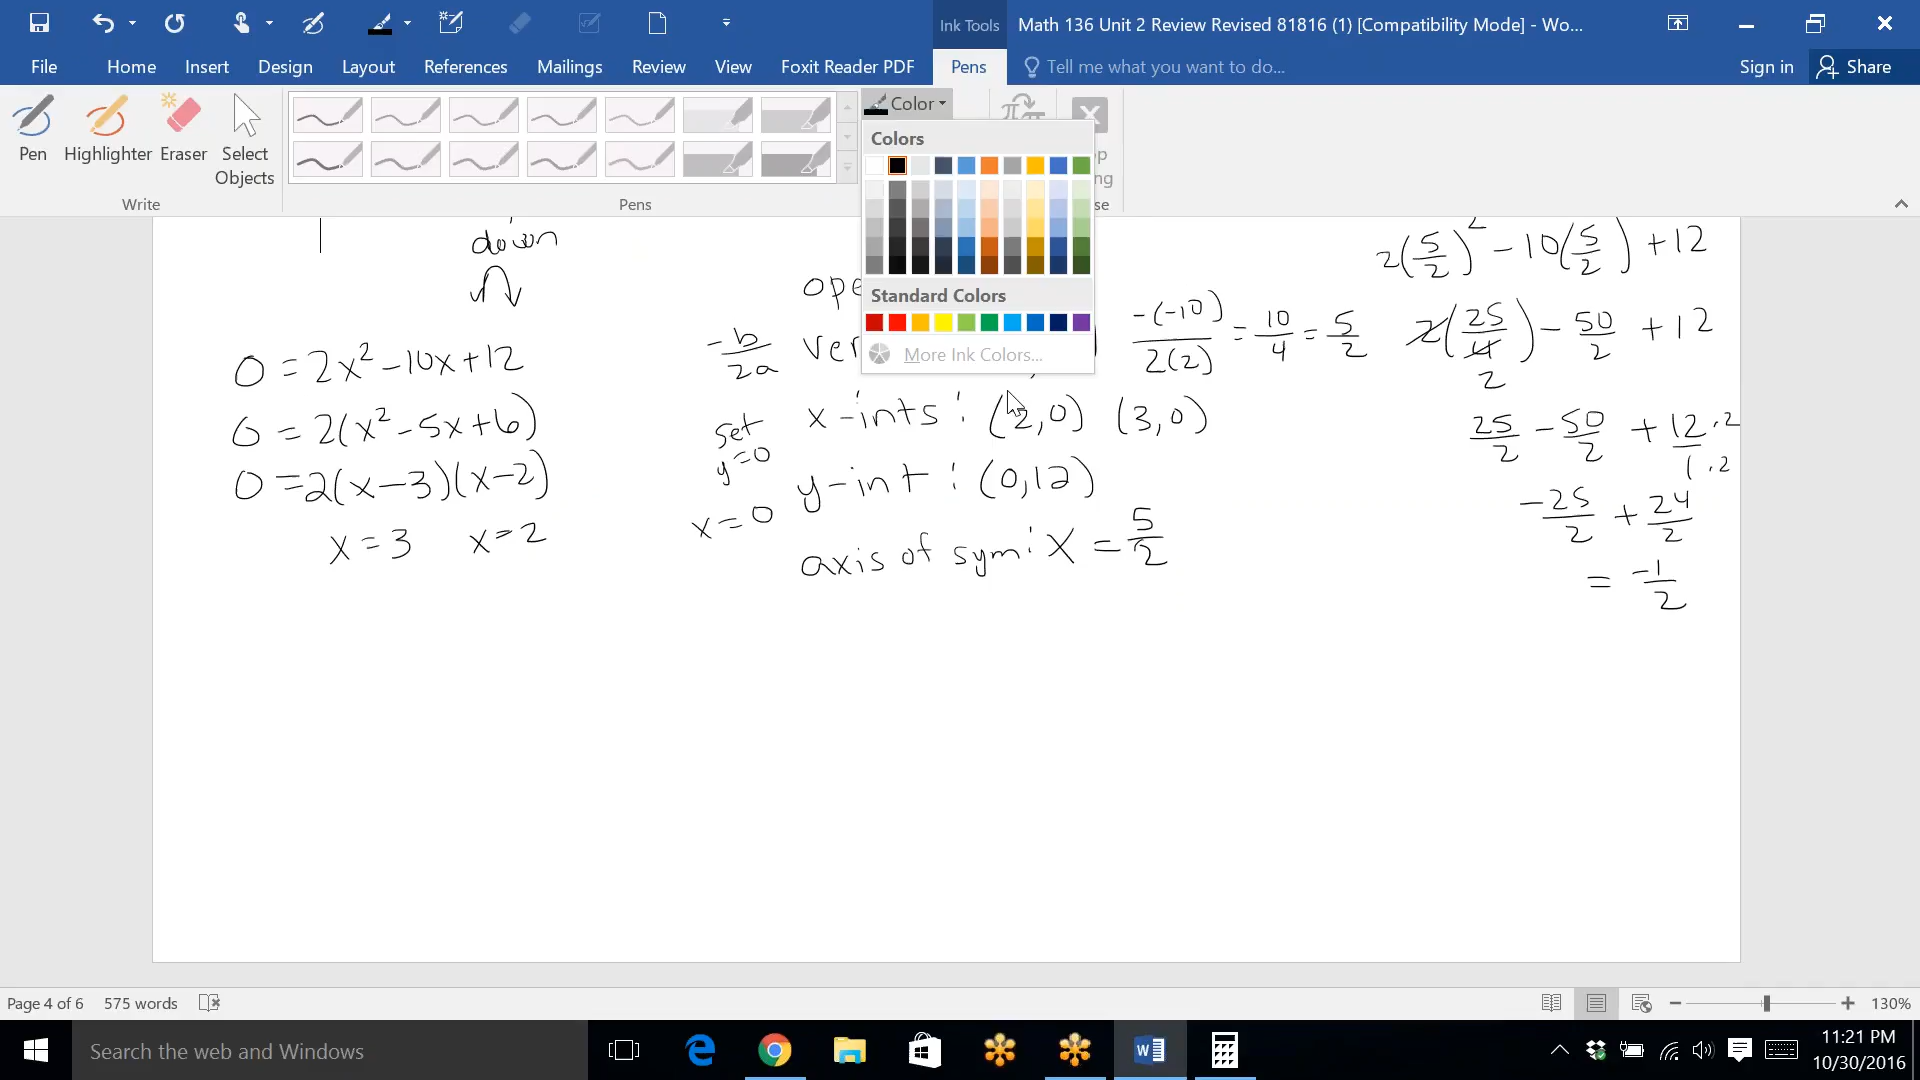 Ink Tools
Math 136 Unit 2 Review Revised 81816 (1) [Compatibility Mode] - Wo...
File Home Insert Design Layout References Mailings Review View Foxit Reader PDF Pens Tell me what you want to do... Sign in Share
Pen Highlighter Eraser Select Objects
Write
Pens
Color
Colors
Standard Colors
More Ink Colors...
down
0 = 2x² -10x+12
0 = 2(x² -5x+6)
0 = 2(x-3)(x-2)
x = 3 x = 2
ope
-b/2a ver
-(-10)/2(2) = 10/4 = 5/2
set y=0 x-ints : (2,0) (3,0)
x=0 y-int : (0,12)
axis of sym: X = 5/2
2(5/2)² - 10(5/2) + 12
2(25/4) - 50/2 + 12
2
25/2 - 50/2 + 12·2/1·2
-25/2 + 24/2
= -1/2
Page 4 of 6 575 words
130%
Search the web and Windows
11:21 PM
10/30/2016